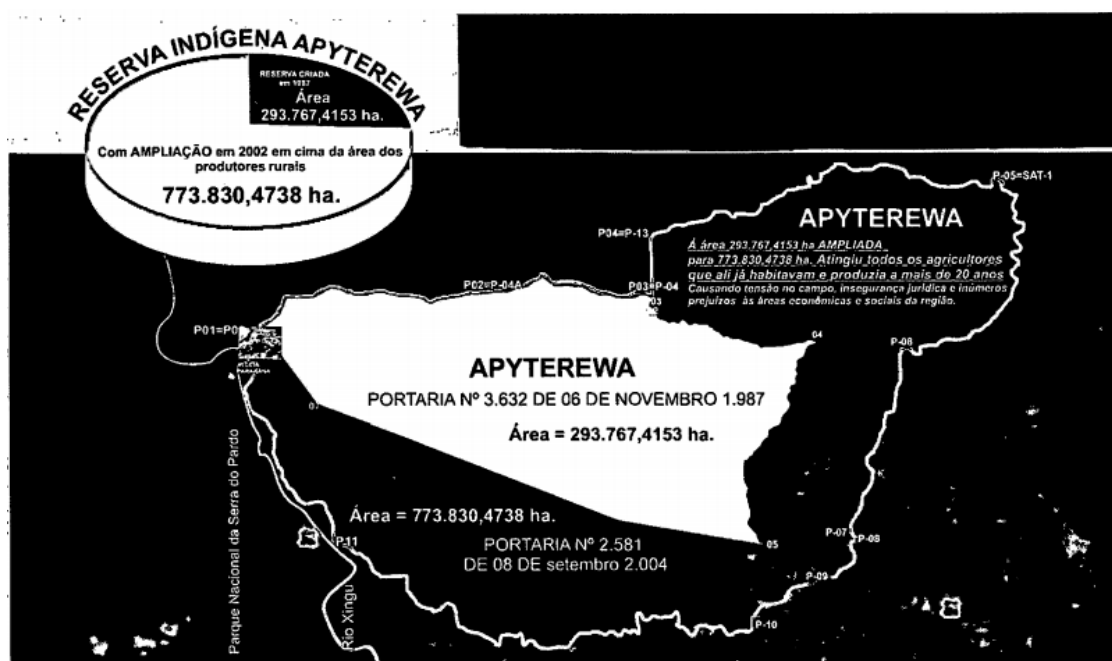 RESERVA INDÍGENA APYTEREWA
RESERVA CRIADA
em 1987
Área
293.767,4153 ha.
Com AMPLIAÇÃO em 2002 em cima da área dos
produtores rurais
773.830,4738 ha.
P-05=SAT-1
APYTEREWA
P04=P-13
Á área 293.767,4153 ha AMPLIADA
para 773.830,4738 ha. Atingiu todos os agricultores
que ali já habitavam e produzia a mais de 20 anos
Causando tensão no campo, insegurança jurídica e inúmeros
prejuizos às áreas econômicas e sociais da região.
P02=P-04A
P03=P-04
03
P01=P0
04
P-08
APYTEREWA
PORTARIA Nº 3.632 DE 06 DE NOVEMBRO 1.987
Área = 293.767,4153 ha.
Parque Nacional da Serra do Pardo
Área = 773.830,4738 ha.
PORTARIA Nº 2.581
DE 08 DE setembro 2.004
05
P-11
P-07
P-08
P-09
P-10
Rio Xingu